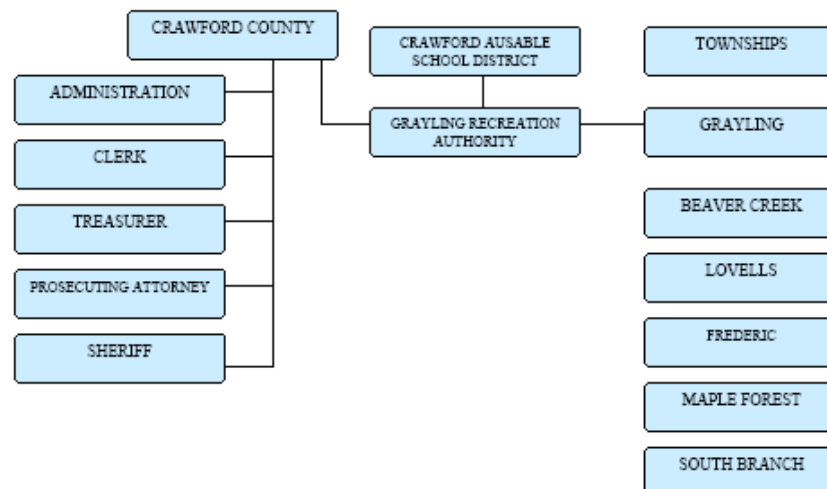 CRAWFORD COUNTY
CRAWFORD AUSABLE
SCHOOL DISTRICT
TOWNSHIPS
ADMINISTRATION
GRAYLING RECREATION
AUTHORITY
GRAYLING
CLERK
BEAVER CREEK
TREASURER
LOVELLS
PROSECUTING ATTORNEY
FREDERIC
SHERIFF
MAPLE FOREST
SOUTH BRANCH